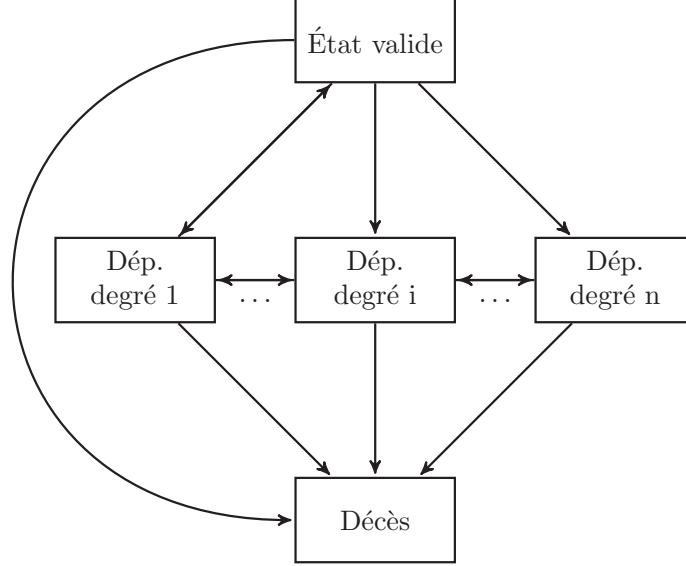 État valide
Dép.
degré 1
...
Dép.
degré i
...
Dép.
degré n
Décès